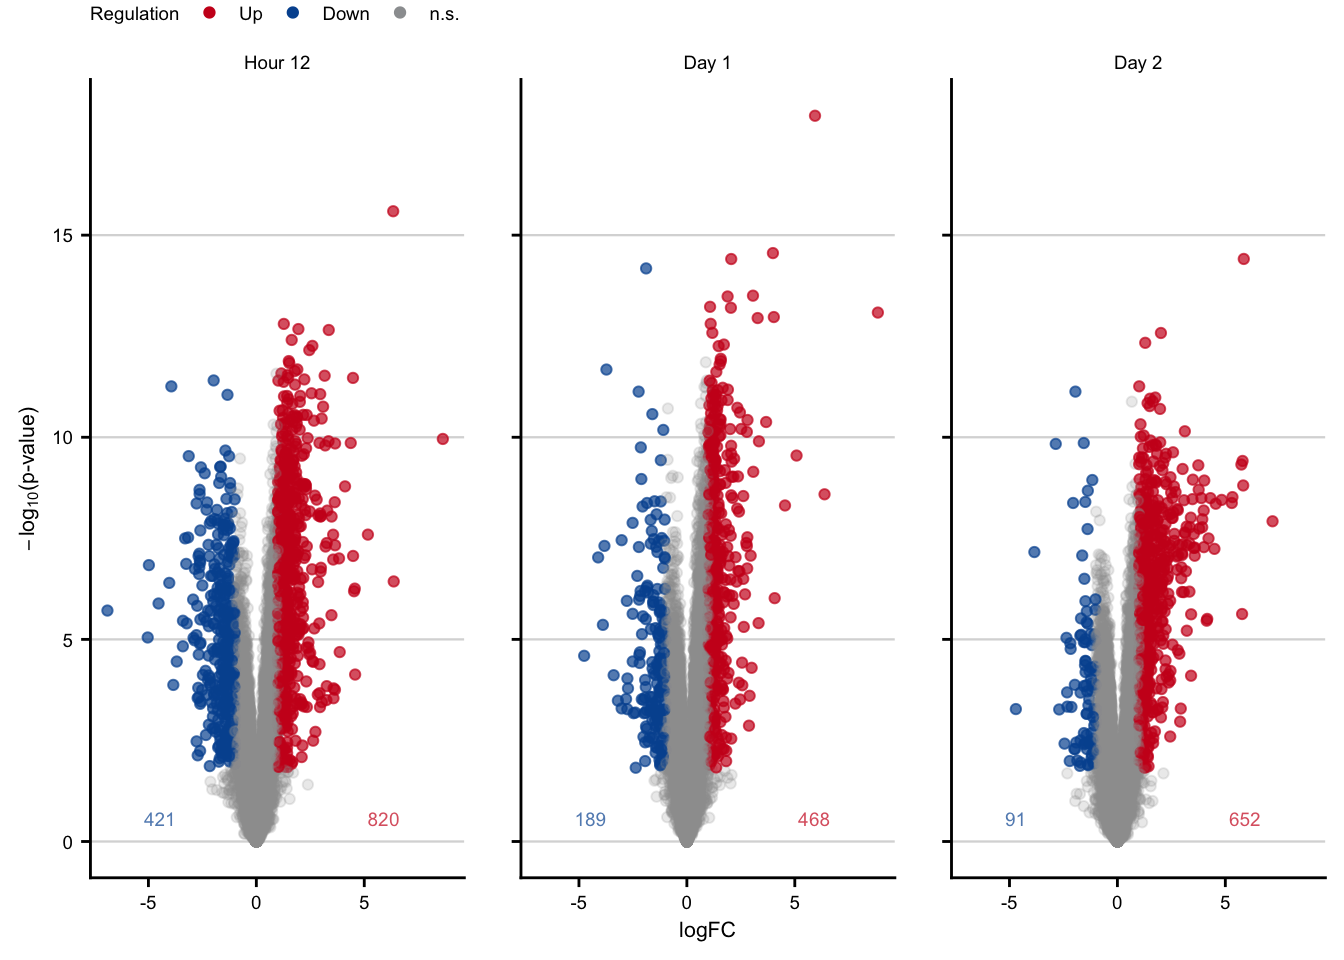 Regulation Up Down n.s.
Hour 12 Day 1 Day 2
−log10(p-value)
15
10
5
0
421 820 189 468 91 652
-5 0 5 -5 0 5 -5 0 5
logFC